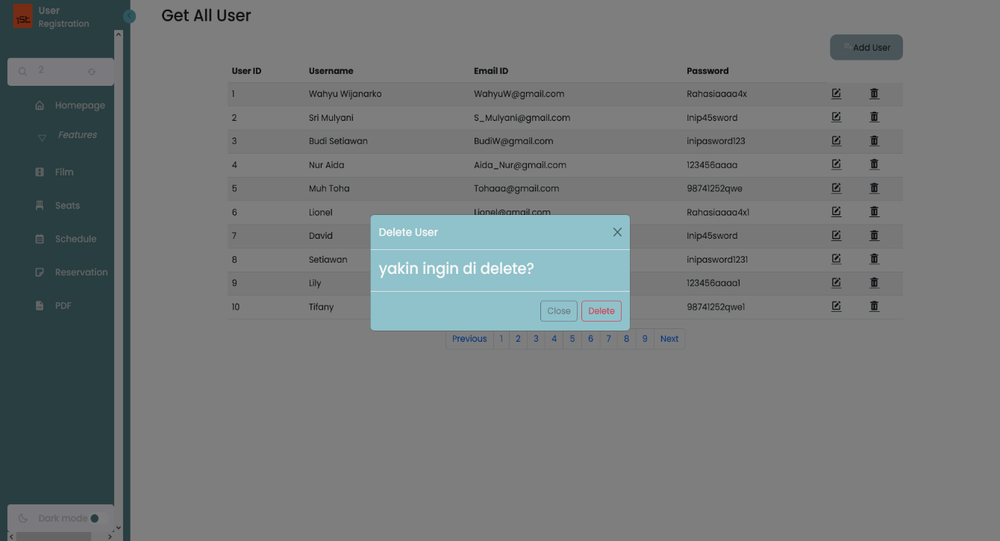 1St.
User
Registration
Get All User
Add User
2
Homepage
Features
Film
Seats
Schedule
Reservation
PDF
Dark mode
User ID Username Email ID Password
1 Wahyu Wijanarko WahyuW@gmail.com Rahasiaaaa4x
2 Sri Mulyani S_Mulyani@gmail.com Inip45sword
3 Budi Setiawan BudiW@gmail.com inipasword123
4 Nur Aida Aida_Nur@gmail.com 123456aaaa
5 Muh Toha Tohaaa@gmail.com 98741252qwe
6 Lionel Lionel@gmail.com Rahasiaaaa4x1
7 David Inip45sword
8 Setiawan inipasword1231
9 Lily 123456aaaa1
10 Tifany 98741252qwe1
Delete User
yakin ingin di delete?
Close Delete
Previous 1 2 3 4 5 6 7 8 9 Next